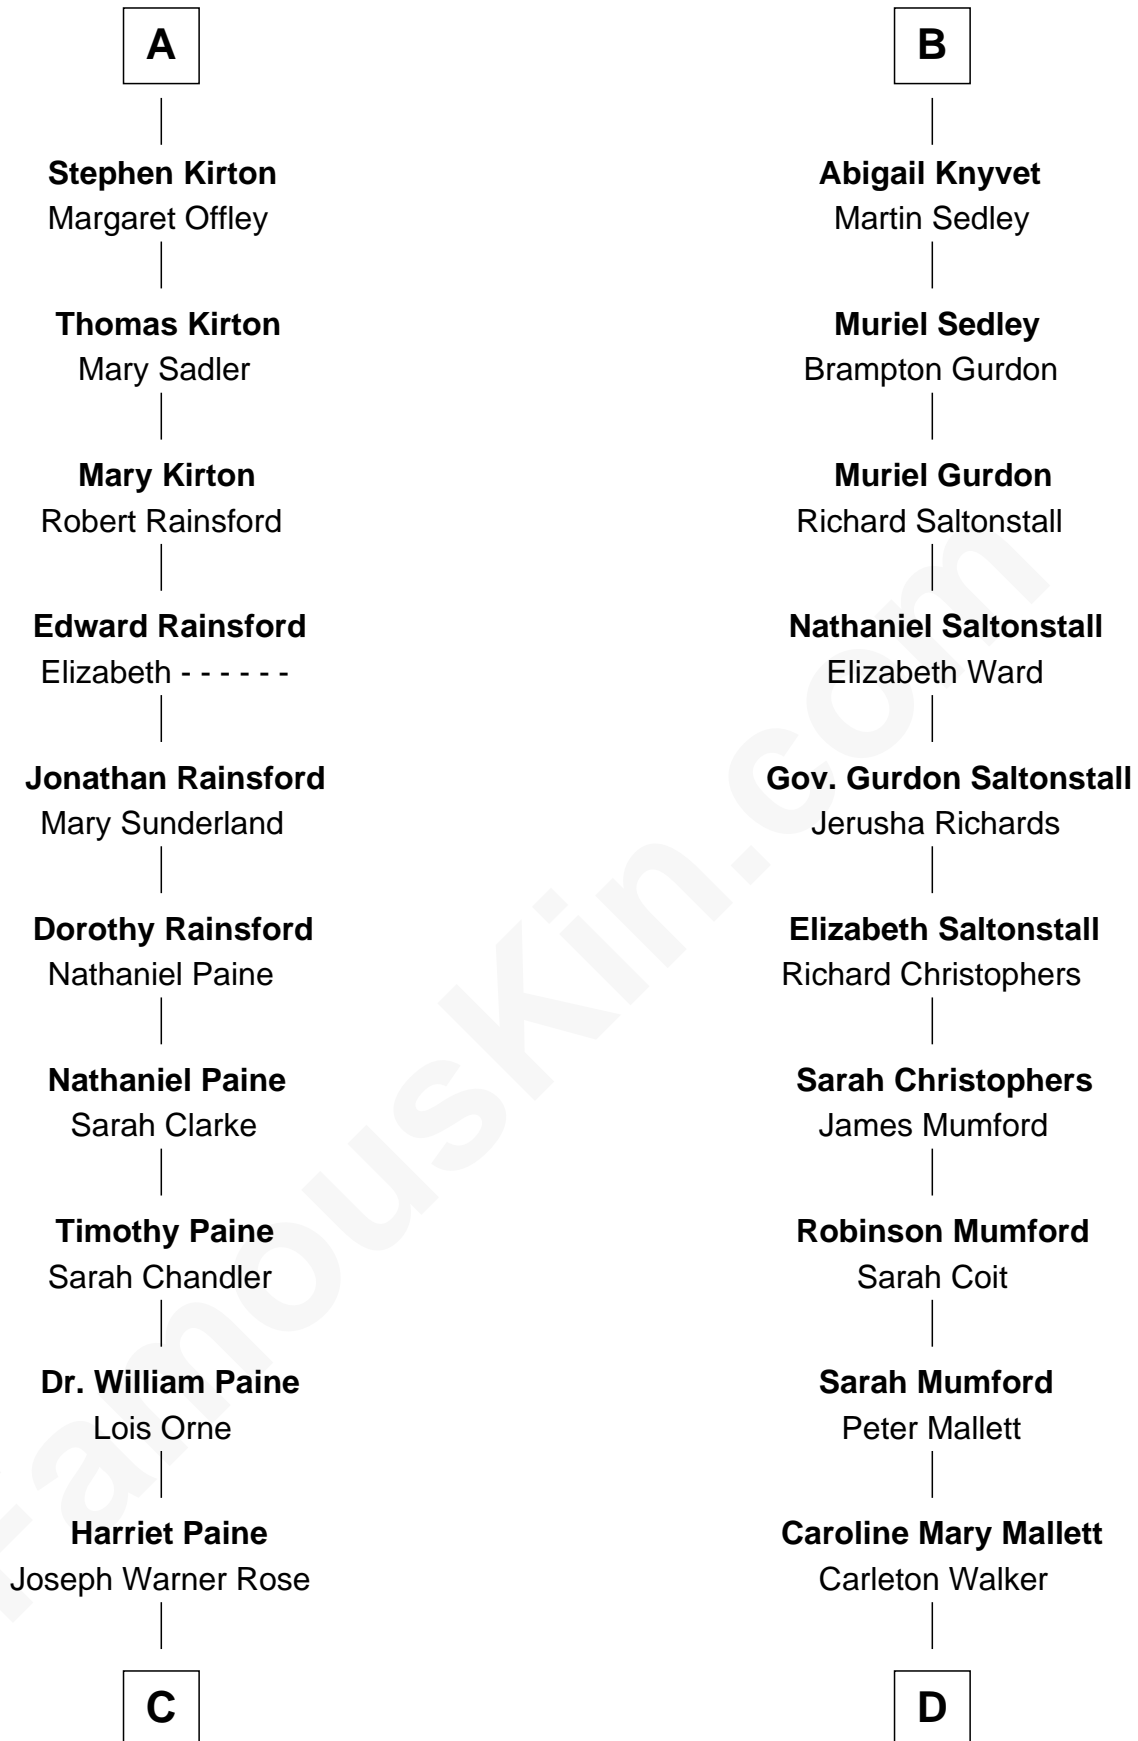 A
Stephen Kirton
Margaret Offley
Thomas Kirton
Mary Sadler
Mary Kirton
Robert Rainsford
Edward Rainsford
Elizabeth - - - - - -
Jonathan Rainsford
Mary Sunderland
Dorothy Rainsford
Nathaniel Paine
Nathaniel Paine
Sarah Clarke
Timothy Paine
Sarah Chandler
Dr. William Paine
Lois Orne
Harriet Paine
Joseph Warner Rose
C
B
Abigail Knyvet
Martin Sedley
Muriel Sedley
Brampton Gurdon
Muriel Gurdon
Richard Saltonstall
Nathaniel Saltonstall
Elizabeth Ward
Gov. Gurdon Saltonstall
Jerusha Richards
Elizabeth Saltonstall
Richard Christophers
Sarah Christophers
James Mumford
Robinson Mumford
Sarah Coit
Sarah Mumford
Peter Mallett
Caroline Mary Mallett
Carleton Walker
D
FamousKin.com